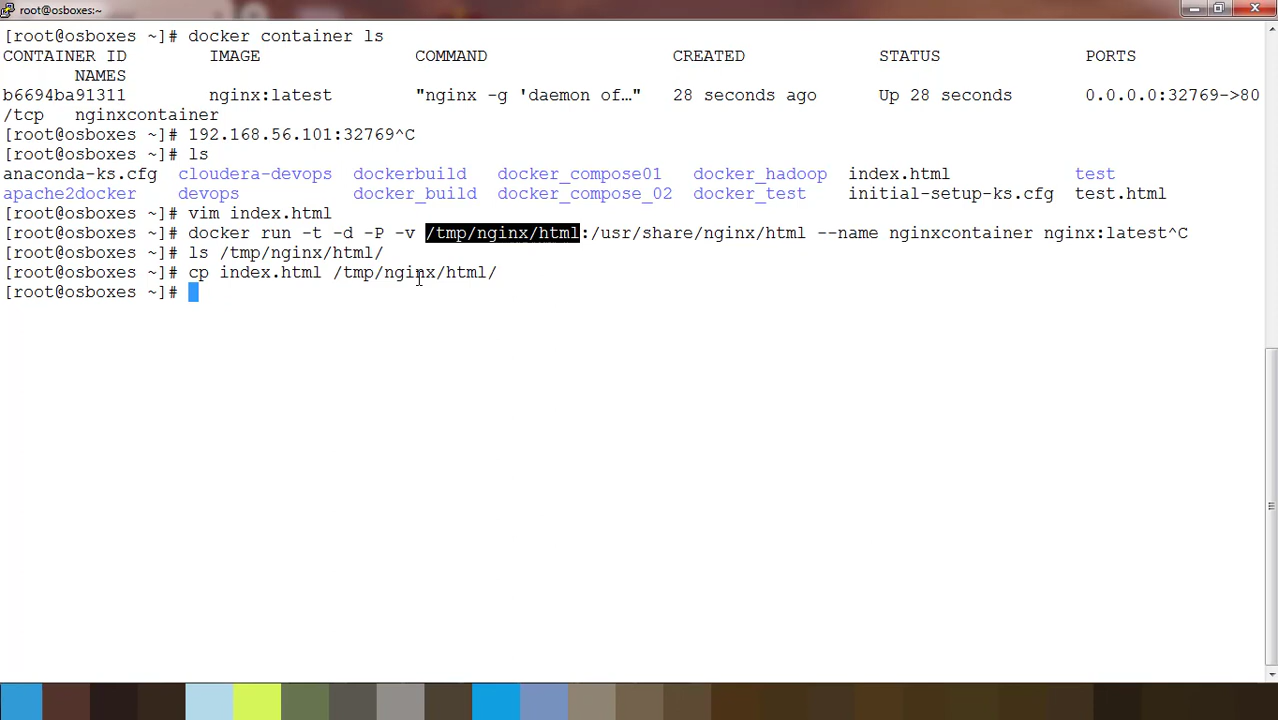 root@osboxes:~
[root@osboxes ~]# docker container ls
CONTAINER ID        IMAGE               COMMAND                  CREATED             STATUS              PORTS
       NAMES
b6694ba91311        nginx:latest        "nginx -g 'daemon of…"   28 seconds ago      Up 28 seconds       0.0.0.0:32769->80
/tcp   nginxcontainer
[root@osboxes ~]# 192.168.56.101:32769^C
[root@osboxes ~]# ls
anaconda-ks.cfg  cloudera-devops  dockerbuild   docker_compose01   docker_hadoop  index.html            test
apache2docker    devops           docker_build  docker_compose_02  docker_test    initial-setup-ks.cfg  test.html
[root@osboxes ~]# vim index.html
[root@osboxes ~]# docker run -t -d -P -v /tmp/nginx/html:/usr/share/nginx/html --name nginxcontainer nginx:latest^C
[root@osboxes ~]# ls /tmp/nginx/html/
[root@osboxes ~]# cp index.html /tmp/nginx/html/
[root@osboxes ~]#